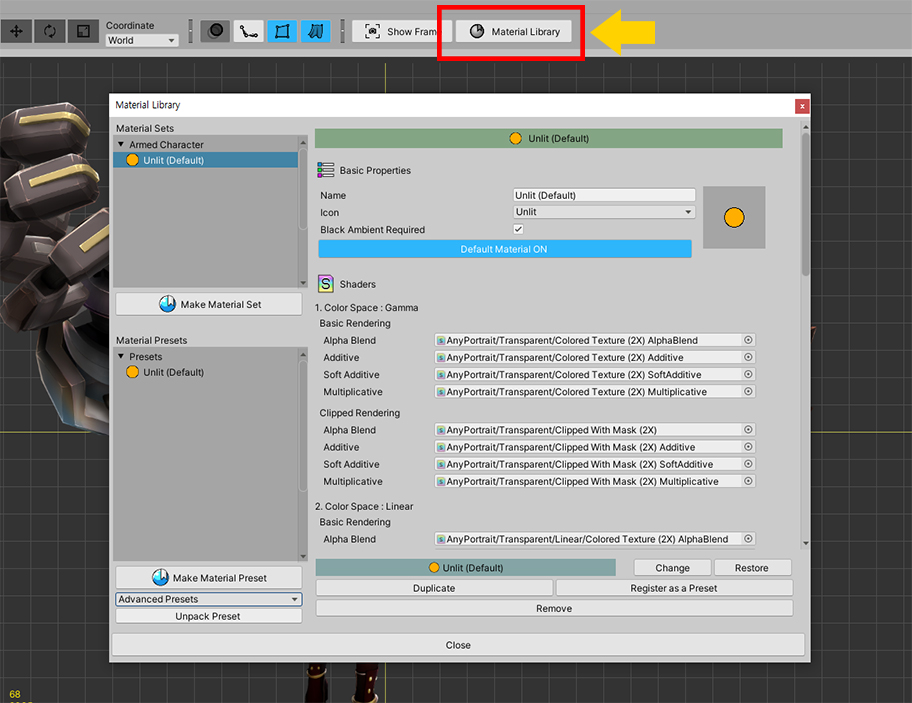 Coordinate
World
Show Fram
Material Library
Material Library
x
Material Sets
Armed Character
Unlit (Default)
Make Material Set
Material Presets
Presets
Unlit (Default)
Make Material Preset
Advanced Presets
Unpack Preset
Unlit (Default)
Basic Properties
Name
Unlit (Default)
Icon
Unlit
Black Ambient Required
Default Material ON
S
Shaders
1. Color Space : Gamma
Basic Rendering
Alpha Blend
AnyPortrait/Transparent/Colored Texture (2X) AlphaBlend
Additive
AnyPortrait/Transparent/Colored Texture (2X) Additive
Soft Additive
AnyPortrait/Transparent/Colored Texture (2X) SoftAdditive
Multiplicative
AnyPortrait/Transparent/Colored Texture (2X) Multiplicative
Clipped Rendering
Alpha Blend
AnyPortrait/Transparent/Clipped With Mask (2X)
Additive
AnyPortrait/Transparent/Clipped With Mask (2X) Additive
Soft Additive
AnyPortrait/Transparent/Clipped With Mask (2X) SoftAdditive
Multiplicative
AnyPortrait/Transparent/Clipped With Mask (2X) Multiplicative
2. Color Space : Linear
Basic Rendering
Alpha Blend
AnyPortrait/Transparent/Linear/Colored Texture (2X) AlphaBlend
Unlit (Default)
Change
Restore
Duplicate
Register as a Preset
Remove
Close
68